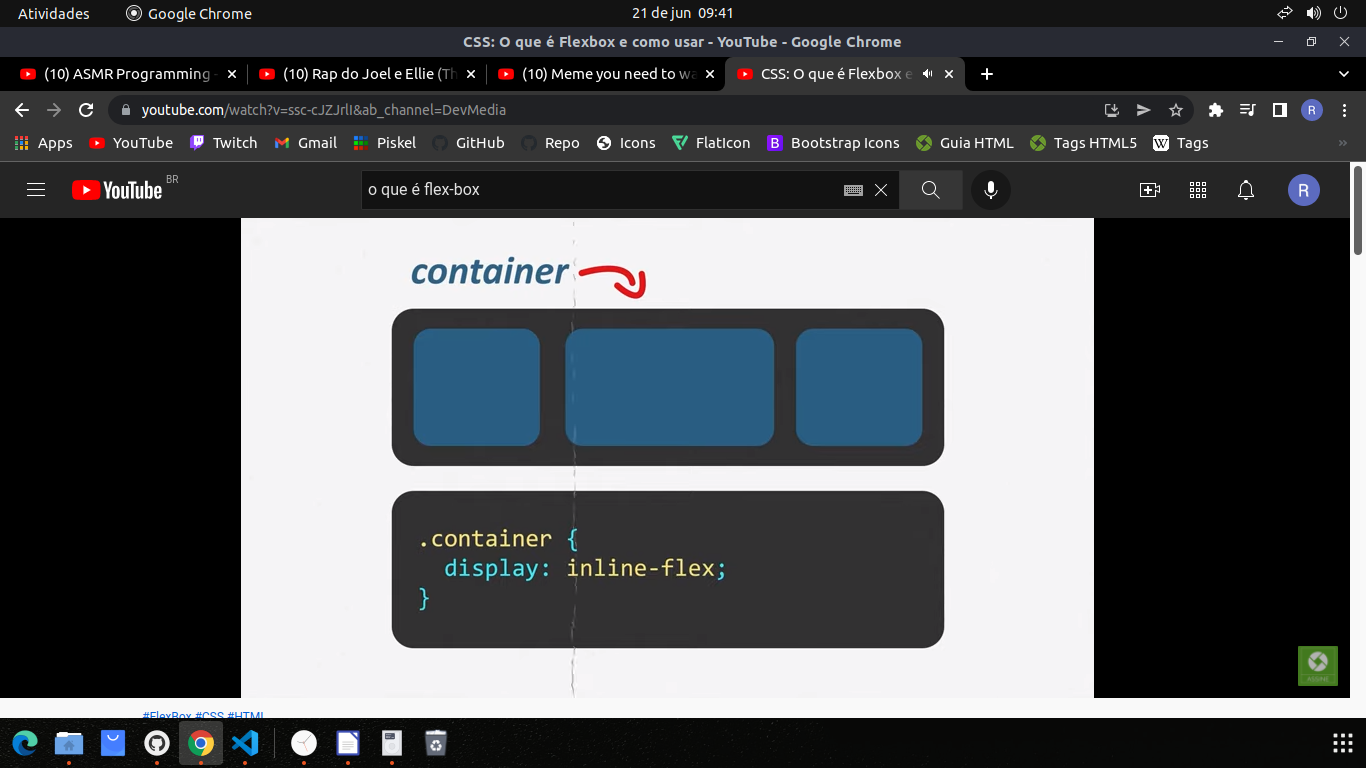 Atividades
Google Chrome
21 de jun 09:41
CSS: O que é Flexbox e como usar - YouTube - Google Chrome
(10) ASMR Programming -
(10) Rap do Joel e Ellie (Th
(10) Meme you need to wa
CSS: O que é Flexbox e
youtube.com/watch?v=ssc-cJZJrlI&ab_channel=DevMedia
R
Apps
YouTube
Twitch
Gmail
Piskel
GitHub
Repo
Icons
FlatIcon
B
Bootstrap Icons
Guia HTML
Tags HTML5
W
Tags
»
YouTube
BR
o que é flex-box
R
container
.container {
display: inline-flex;
}
#FlexBox #CSS #HTML